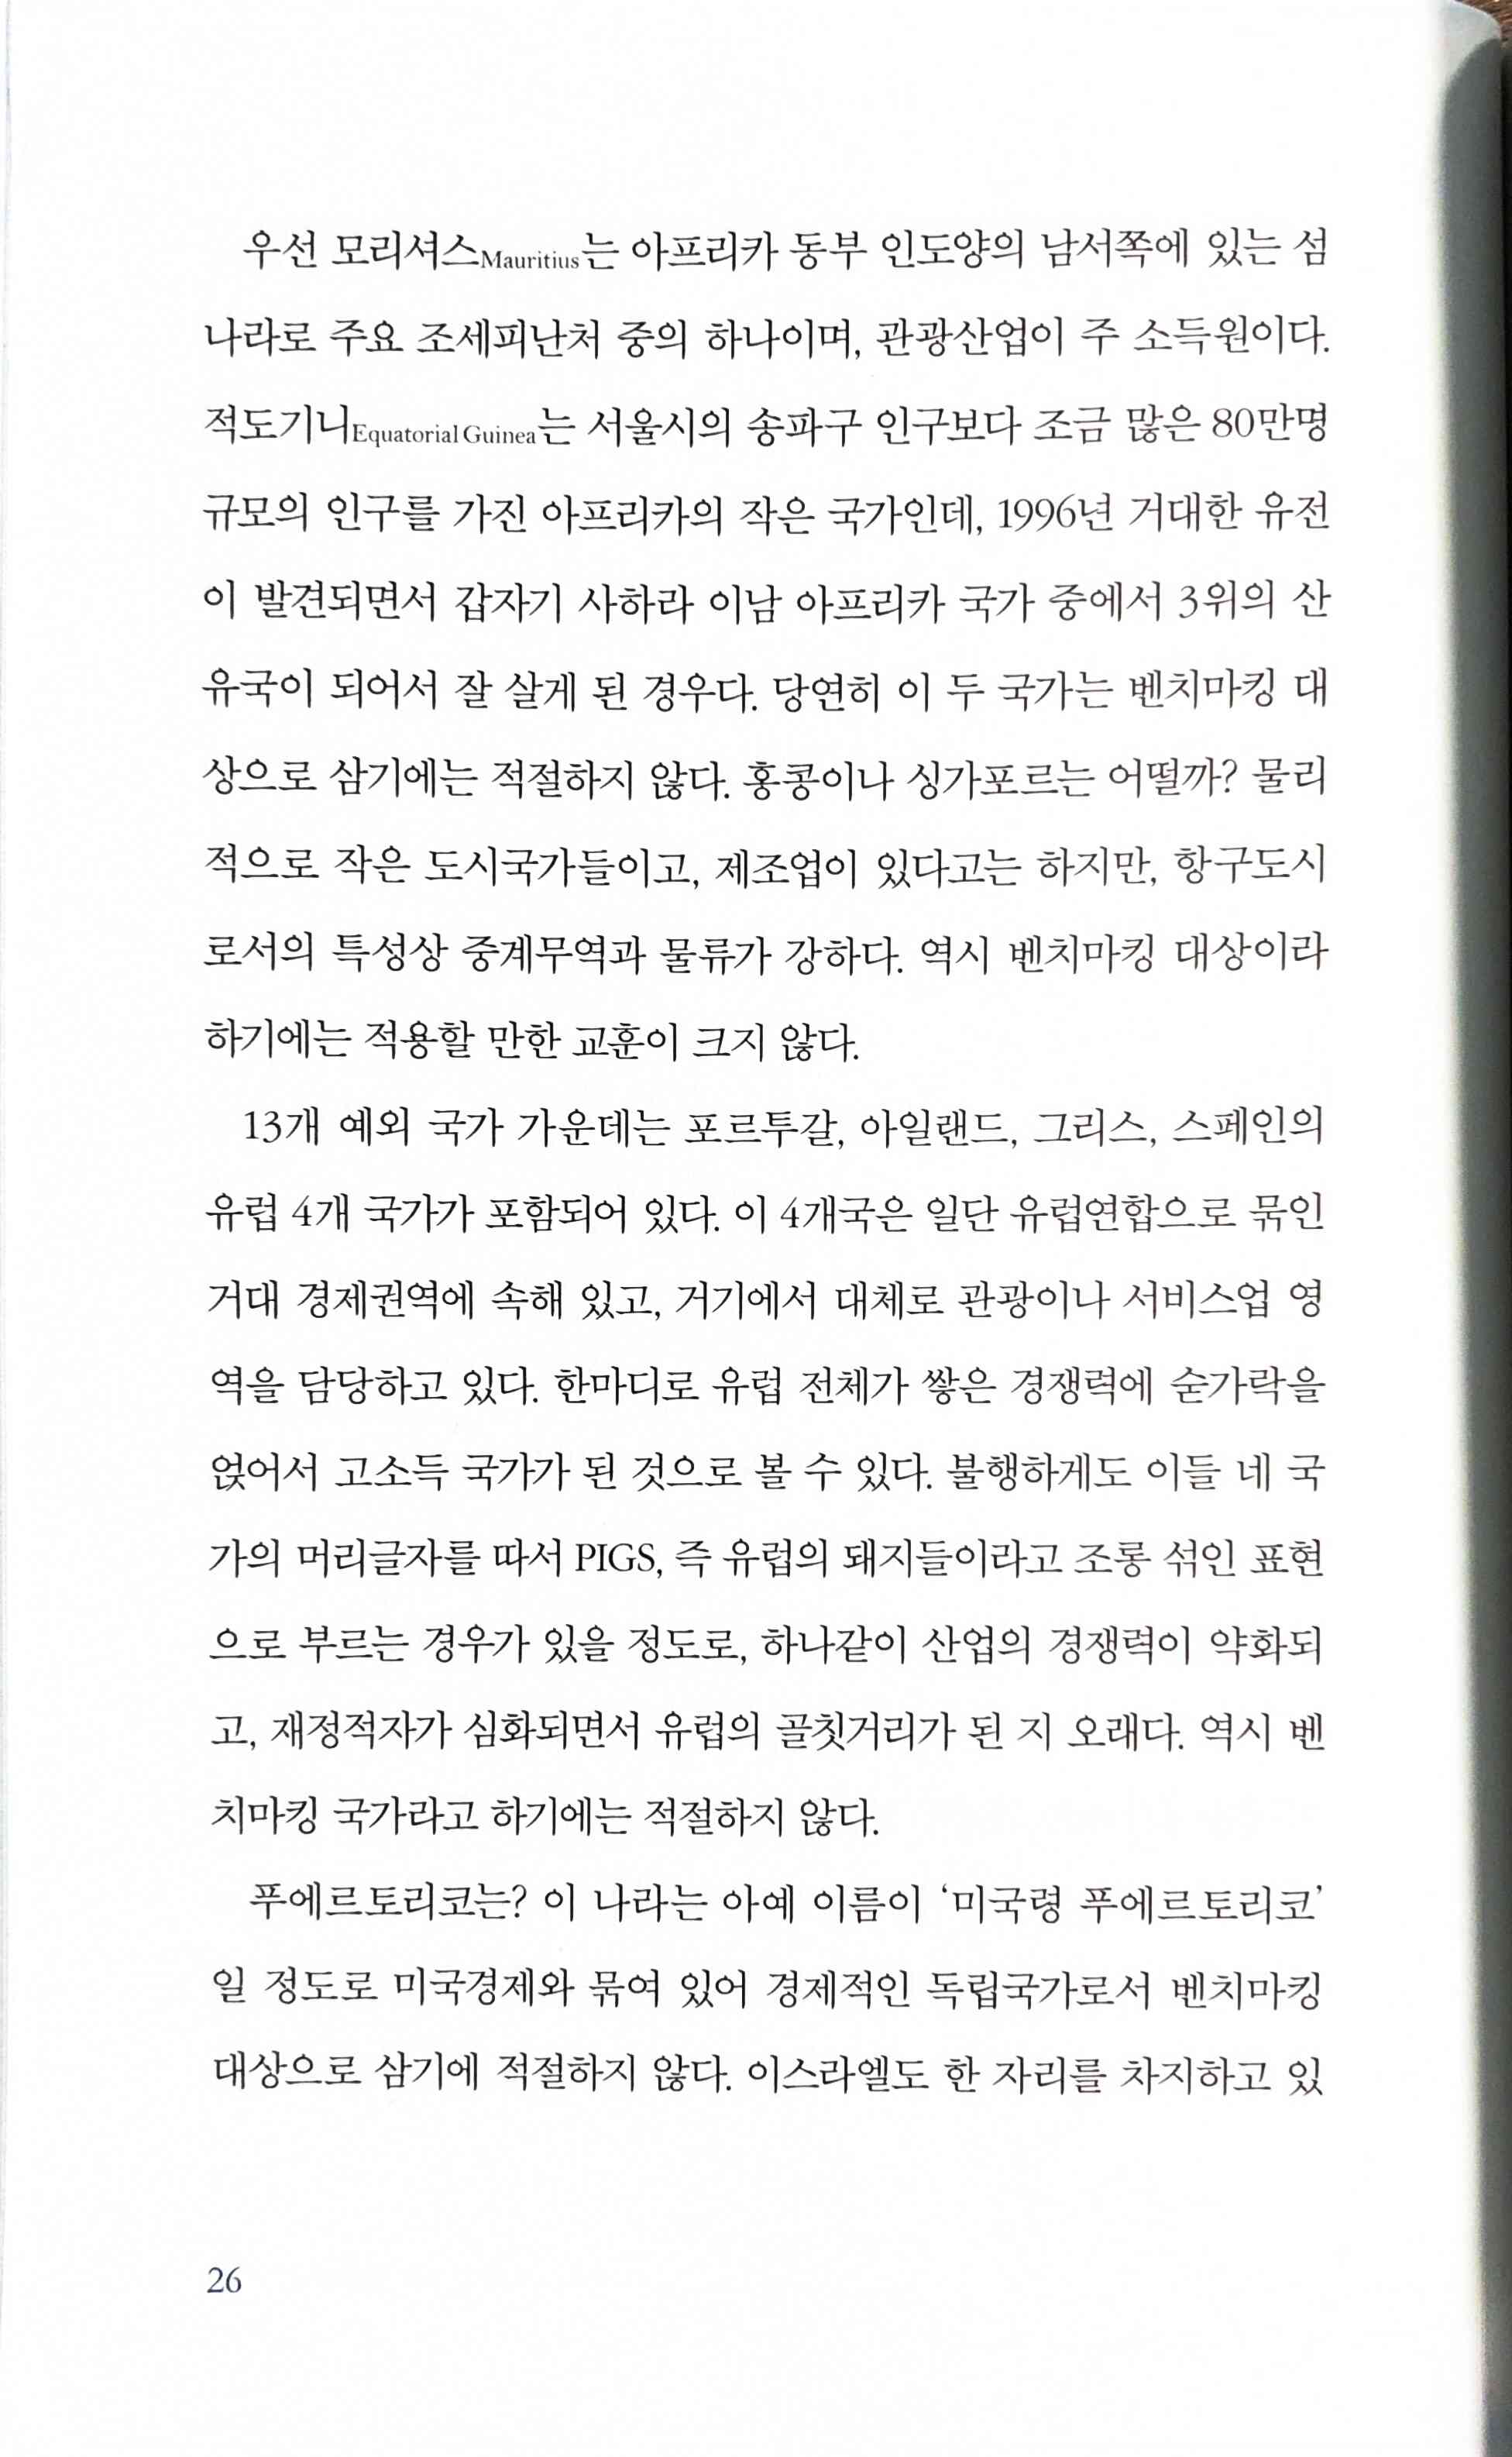 우선 모리셔스Mauritius는 아프리카 동부 인도양의 남서쪽에 있는 섬
나라로 주요 조세피난처 중의 하나이며, 관광산업이 주 소득원이다.
적도기니Equatorial Guinea는 서울시의 송파구 인구보다 조금 많은 80만명
규모의 인구를 가진 아프리카의 작은 국가인데, 1996년 거대한 유전
이 발견되면서 갑자기 사하라 이남 아프리카 국가 중에서 3위의 산
유국이 되어서 잘 살게 된 경우다. 당연히 이 두 국가는 벤치마킹 대
상으로 삼기에는 적절하지 않다. 홍콩이나 싱가포르는 어떨까? 물리
적으로 작은 도시국가들이고, 제조업이 있다고는 하지만, 항구도시
로서의 특성상 중계무역과 물류가 강하다. 역시 벤치마킹 대상이라
하기에는 적용할 만한 교훈이 크지 않다.
13개 예외 국가 가운데는 포르투갈, 아일랜드, 그리스, 스페인의
유럽 4개 국가가 포함되어 있다. 이 4개국은 일단 유럽연합으로 묶인
거대 경제권역에 속해 있고, 거기에서 대체로 관광이나 서비스업 영
역을 담당하고 있다. 한마디로 유럽 전체가 쌓은 경쟁력에 숟가락을
얹어서 고소득 국가가 된 것으로 볼 수 있다. 불행하게도 이들 네 국
가의 머리글자를 따서 PIGS, 즉 유럽의 돼지들이라고 조롱 섞인 표현
으로 부르는 경우가 있을 정도로, 하나같이 산업의 경쟁력이 약화되
고, 재정적자가 심화되면서 유럽의 골칫거리가 된 지 오래다. 역시 벤
치마킹 국가라고 하기에는 적절하지 않다.
푸에르토리코는? 이 나라는 아예 이름이 ‘미국령 푸에르토리코’
일 정도로 미국경제와 묶여 있어 경제적인 독립국가로서 벤치마킹
대상으로 삼기에 적절하지 않다. 이스라엘도 한 자리를 차지하고 있
26